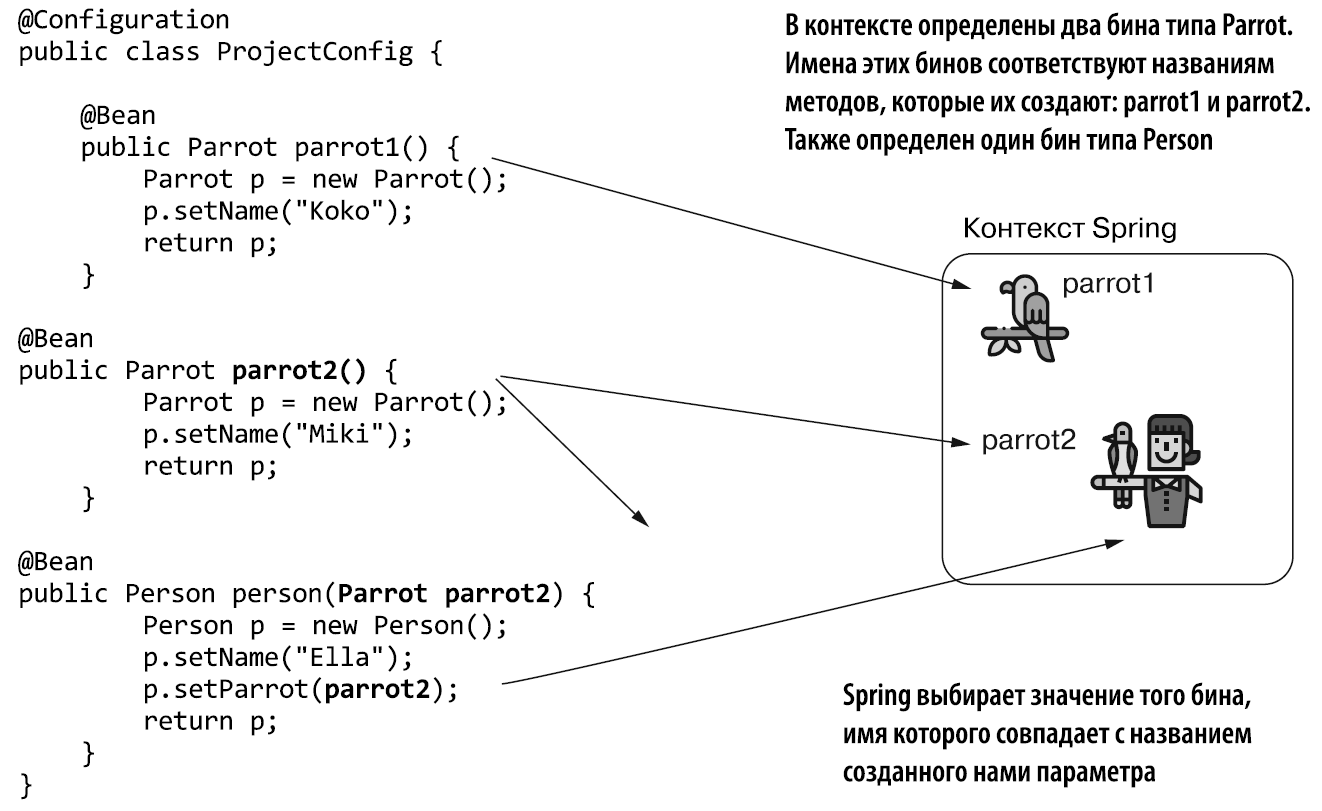 @Configuration
public class ProjectConfig {
@Bean
public Parrot parrot1() {
Parrot p = new Parrot();
p.setName("Koko");
return p;
}
@Bean
public Parrot parrot2() {
Parrot p = new Parrot();
p.setName("Miki");
return p;
}
@Bean
public Person person(Parrot parrot2) {
Person p = new Person();
p.setName("Ella");
p.setParrot(parrot2);
return p;
}
}
В контексте определены два бина типа Parrot.
Имена этих бинов соответствуют названиям
методов, которые их создают: parrot1 и parrot2.
Также определен один бин типа Person
Контекст Spring
parrot1
parrot2
Spring выбирает значение того бина,
имя которого совпадает с названием
созданного нами параметра